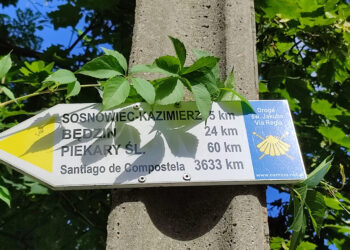 SOSNOWIEC-KAZIMIERZ 5 km
BĘDZIN 24 km
PIEKARY ŚL. 60 km
Santiago de Compostela 3633 km
Droga
Św. Jakuba
Via Regia